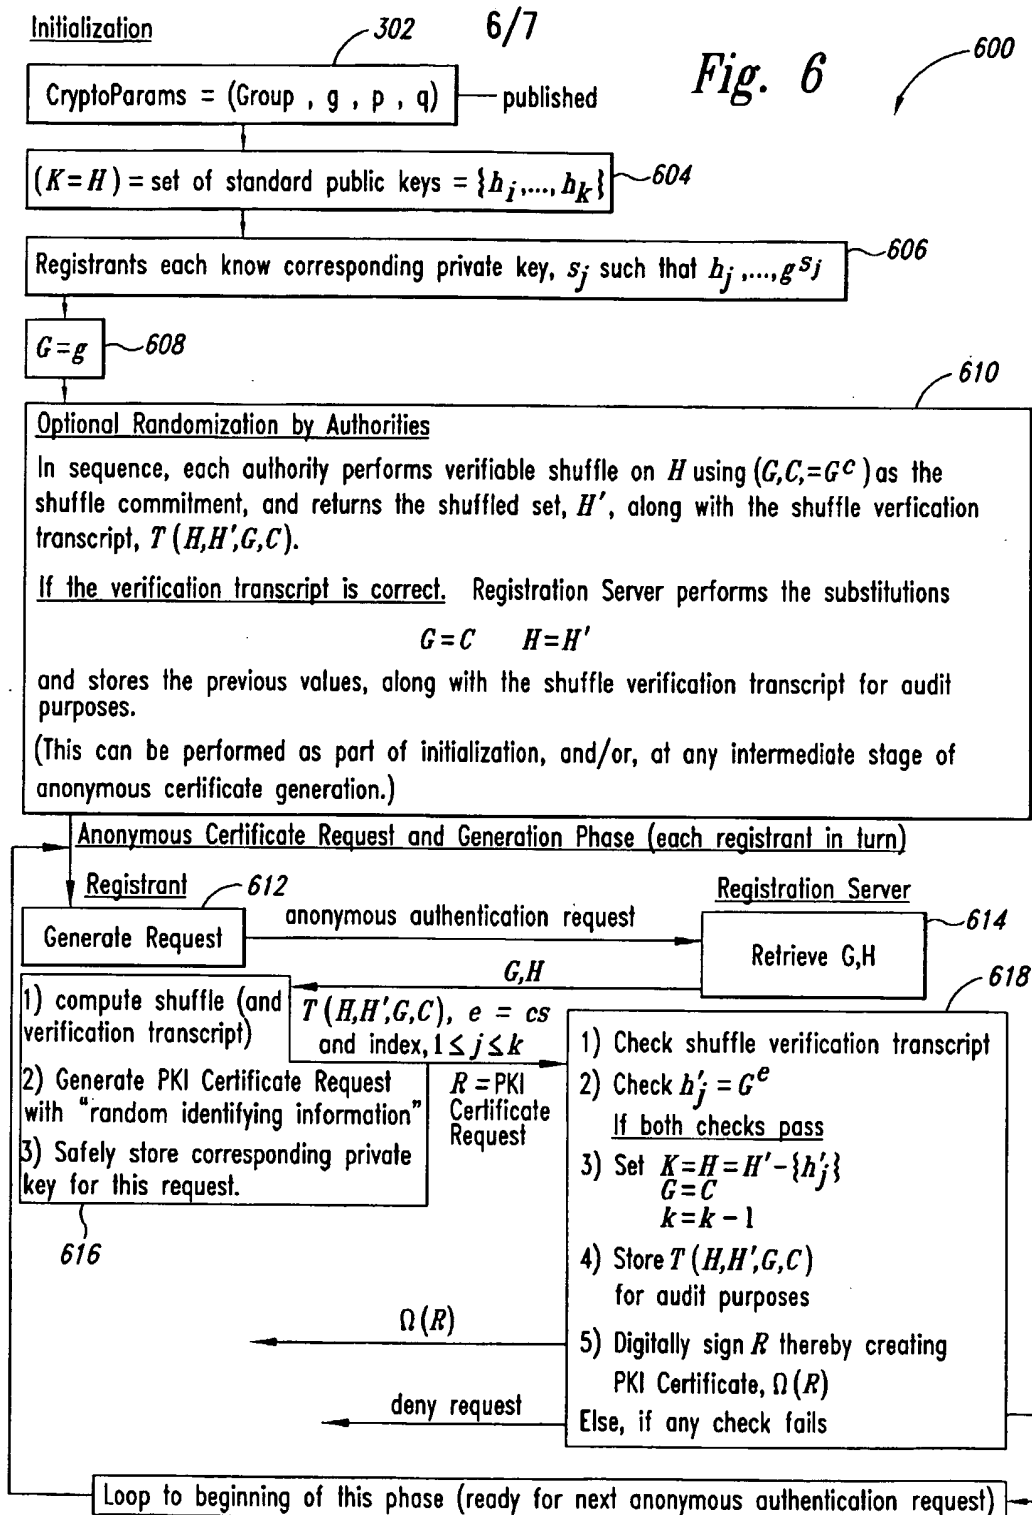 Initialization
302
6/7
Fig. 6
600
CryptoParams = (Group , g , p , q)
published
(K=H) = set of standard public keys = {h_i,..., h_k}
604
Registrants each know corresponding private key, s_j such that h_j ,...,g^{s_j}
606
G=g
608
610
Optional Randomization by Authorities
In sequence, each authority performs verifiable shuffle on H using (G,C,=G^c) as the
shuffle commitment, and returns the shuffled set, H′, along with the shuffle verfication
transcript, T(H,H′,G,C).
If the verification transcript is correct. Registration Server performs the substitutions
G=C H=H′
and stores the previous values, along with the shuffle verification transcript for audit
purposes.
(This can be performed as part of initialization, and/or, at any intermediate stage of
anonymous certificate generation.)
Anonymous Certificate Request and Generation Phase (each registrant in turn)
Registrant
612
Generate Request
anonymous authentication request
Registration Server
Retrieve G,H
614
G,H
1) compute shuffle (and
verification transcript)
2) Generate PKI Certificate Request
with “random identifying information”
3) Safely store corresponding private
key for this request.
616
T(H,H′,G,C), e = cs
and index, 1 ≤ j ≤ k
R = PKI
Certificate
Request
618
1) Check shuffle verification transcript
2) Check h′_j = G^e
If both checks pass
3) Set K=H=H′-{h′_j}
G=C
k=k-1
4) Store T(H,H′,G,C)
for audit purposes
5) Digitally sign R thereby creating
PKI Certificate, Ω(R)
Else, if any check fails
Ω(R)
deny request
Loop to beginning of this phase (ready for next anonymous authentication request)